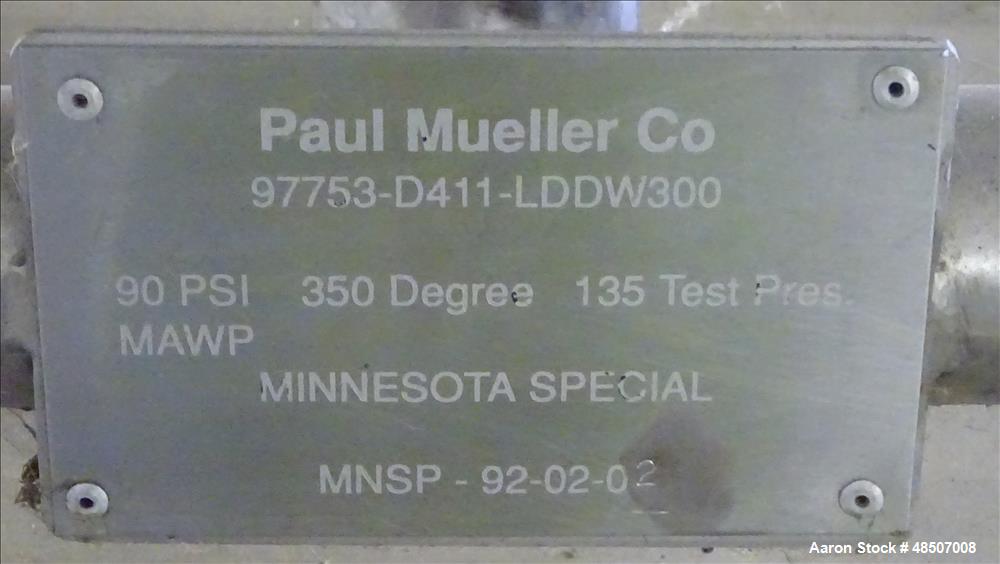 Paul Mueller Co
97753-D411-LDDW300
90 PSI 350 Degree 135 Test Pres.
MAWP
MINNESOTA SPECIAL
MNSP - 92-02-02
Aaron Stock # 48507008